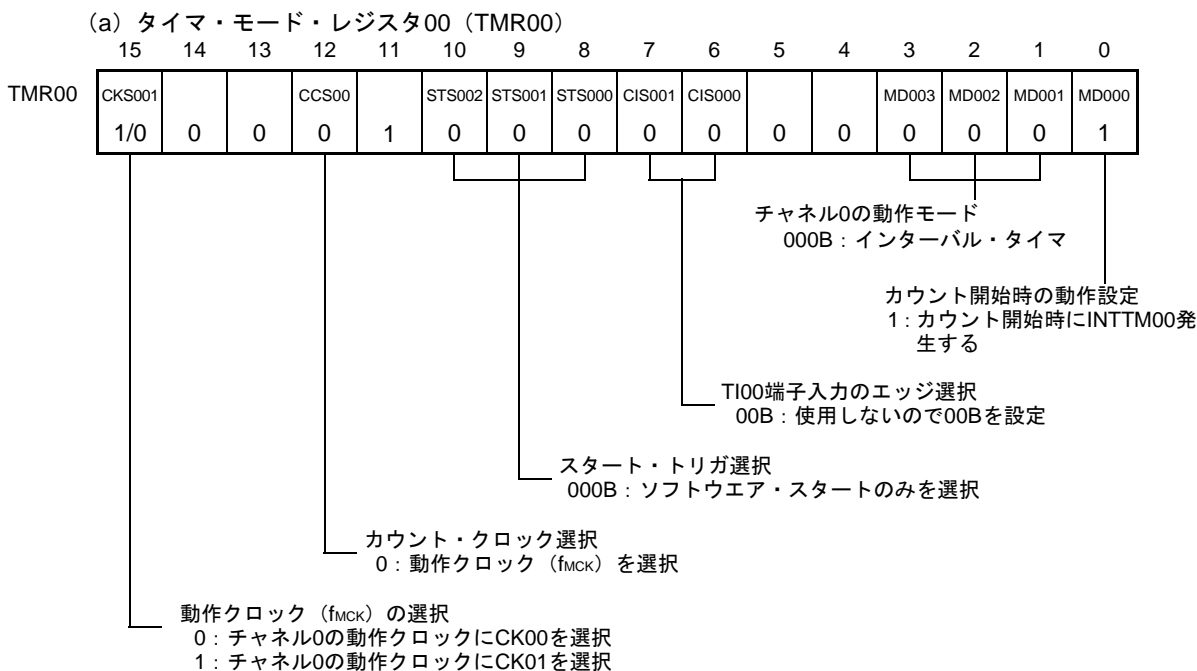 (a) タイマ・モード・レジスタ00（TMR00）
15 14 13 12 11 10 9 8 7 6 5 4 3 2 1 0
TMR00 CKS001 CCS00 STS002 STS001 STS000 CIS001 CIS000 MD003 MD002 MD001 MD000
1/0 0 0 0 1 0 0 0 0 0 0 0 0 0 0 1
チャネル0の動作モード
000B：インターバル・タイマ
カウント開始時の動作設定
1：カウント開始時にINTTM00発
生する
TI00端子入力のエッジ選択
00B：使用しないので00Bを設定
スタート・トリガ選択
000B：ソフトウエア・スタートのみを選択
カウント・クロック選択
0：動作クロック（fMCK）を選択
動作クロック（fMCK）の選択
0：チャネル0の動作クロックにCK00を選択
1：チャネル0の動作クロックにCK01を選択